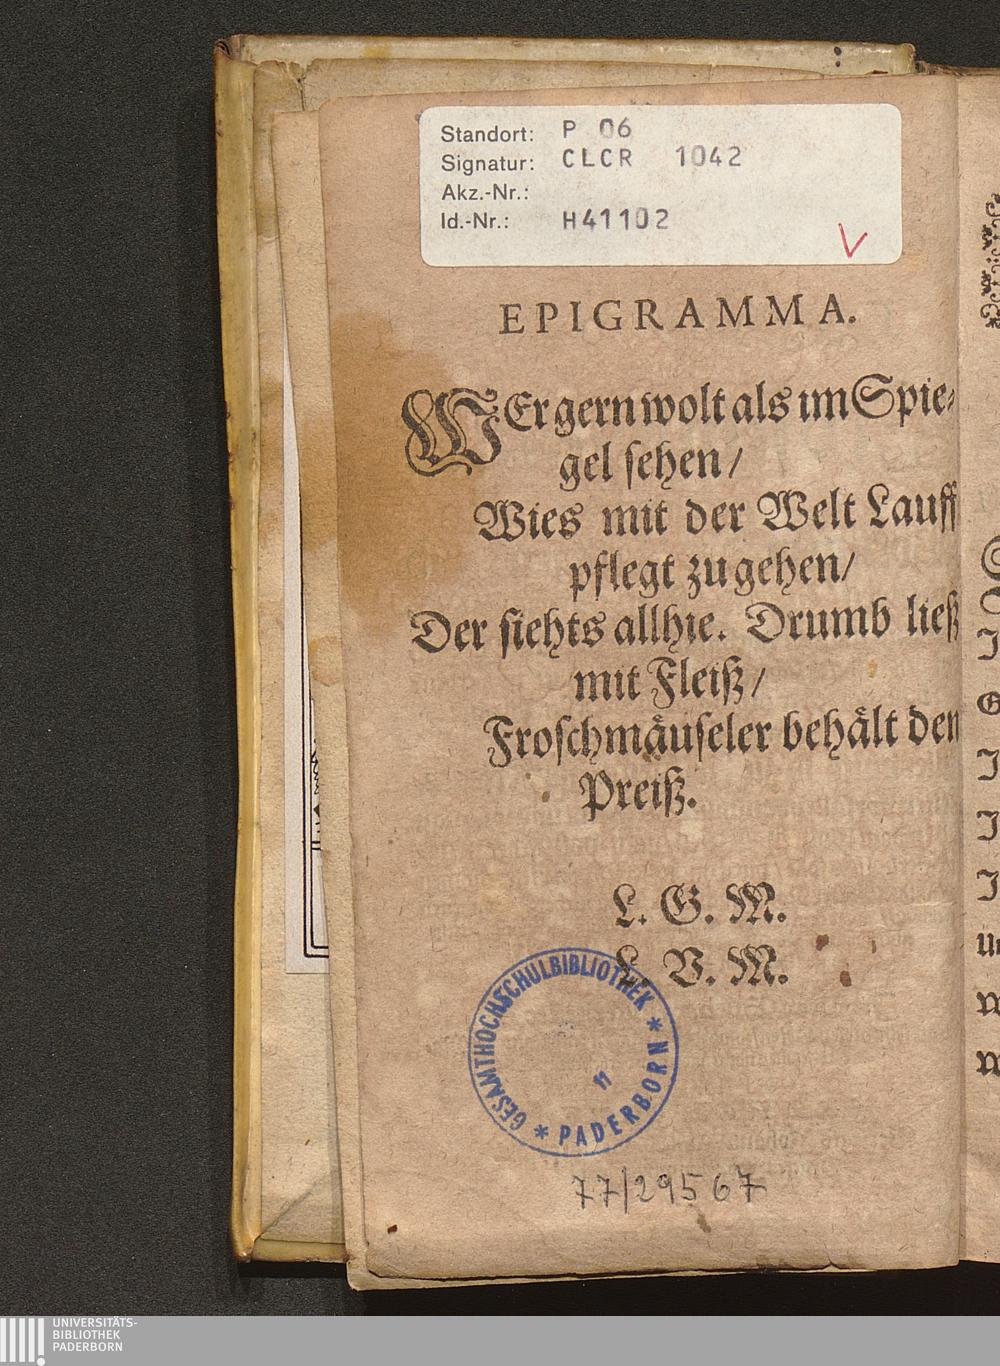 Standort: P 06
Signatur: CLCR 1042
Akz.-Nr.:
Id.-Nr.: H41102
EPIGRAMMA.
WEr gern wolt als im Spie-
gel sehen/
Wies mit der Welt Lauff
pflegt zu gehen/
Der siehts allhie. Drumb ließ
mit Fleiß/
Froschmäuseler behält den
Preiß.
L. G. M.
L. V. M.
GESAMTHOCHSCHULBIBLIOTHEK * PADERBORN *
77/29567
UNIVERSITÄTS-
BIBLIOTHEK
PADERBORN